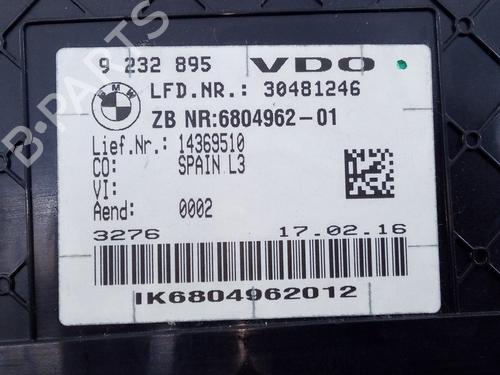 9 232 895 VDO
BMW
LFD.NR.: 30481246
ZB NR:6804962-01
Lief.Nr.: 14369510
CO: SPAIN L3
VI:
Aend: 0002
3276 17.02.16
IK6804962012
B-PARTS